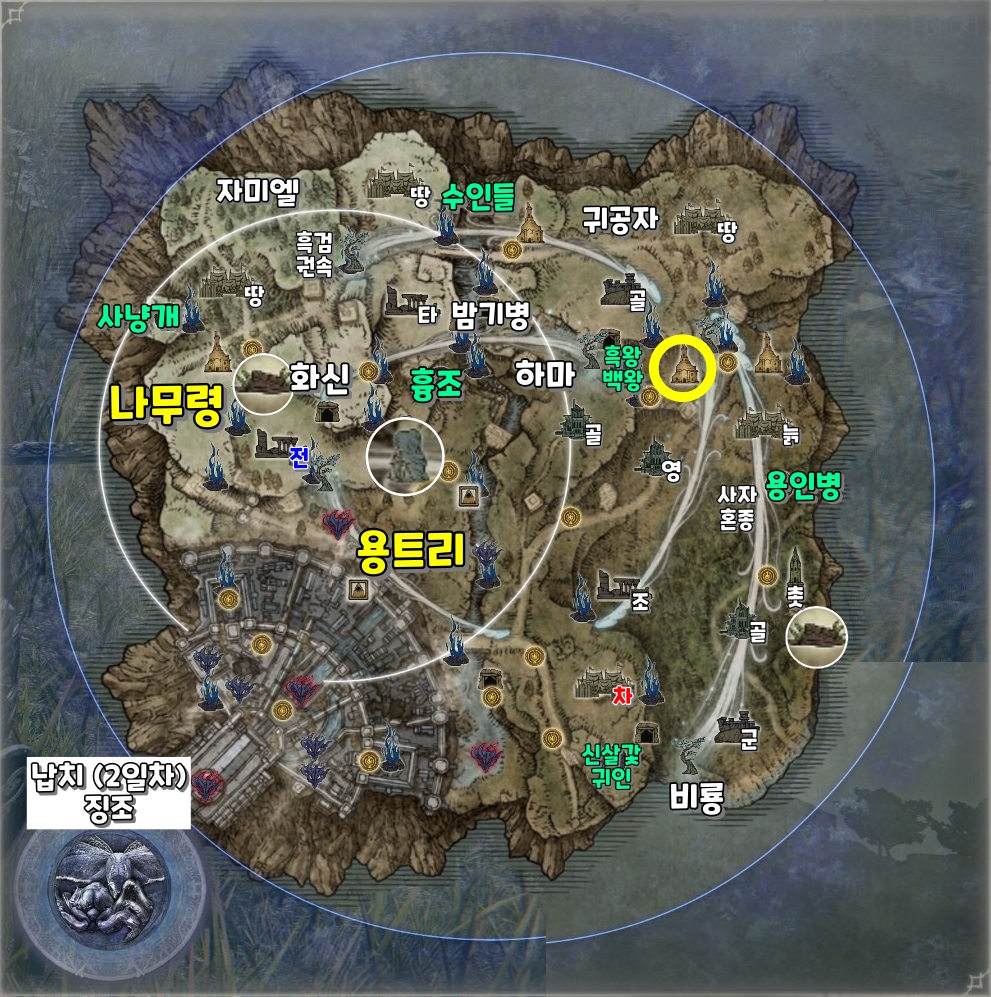 자미엘
땅
수인들
귀공자
땅
흑검
권속
땅
골
타
밤기병
사냥개
화신
흉조
하마
흑왕
백왕
나무령
골
늙
전
영
사자
혼종
용인병
용트리
조
촛
골
차
군
신살갗
귀인
비룡
납치 (2일차)
징조